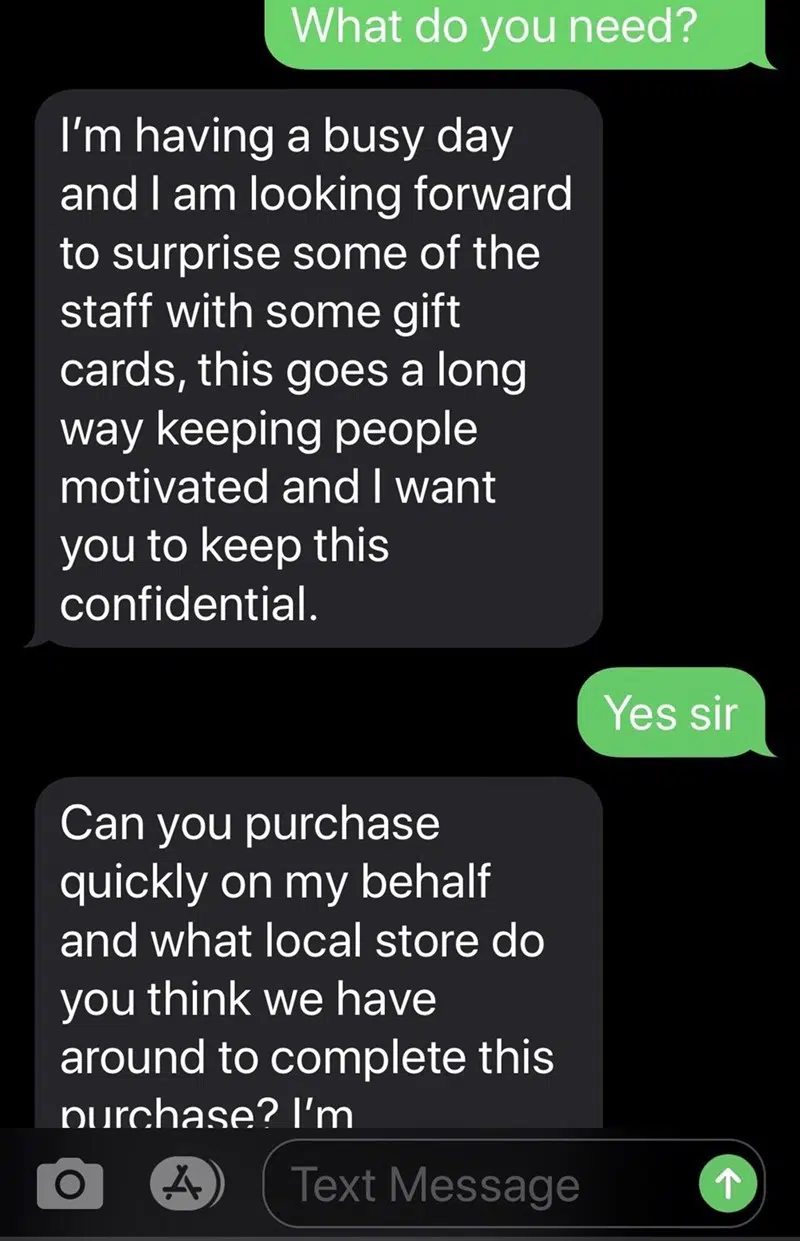 What do you need?
I’m having a busy day
and I am looking forward
to surprise some of the
staff with some gift
cards, this goes a long
way keeping people
motivated and I want
you to keep this
confidential.
Yes sir
Can you purchase
quickly on my behalf
and what local store do
you think we have
around to complete this
purchase? I’m
Text Message